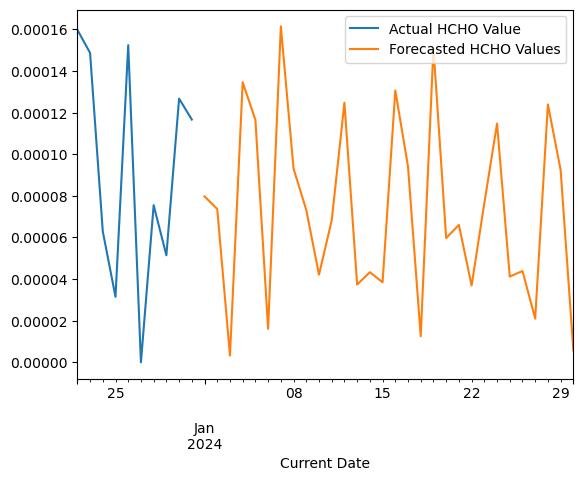 Actual HCHO Value
Forecasted HCHO Values
0.00016
0.00014
0.00012
0.00010
0.00008
0.00006
0.00004
0.00002
0.00000
25 08 15 22 29
Jan
2024
Current Date